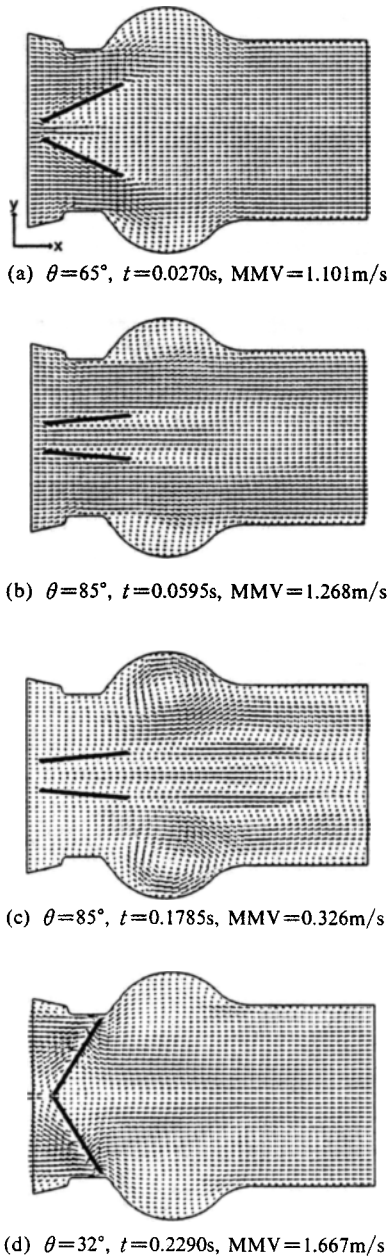 y
x
(a) θ=65°, t=0.0270s, MMV=1.101m/s
(b) θ=85°, t=0.0595s, MMV=1.268m/s
(c) θ=85°, t=0.1785s, MMV=0.326m/s
(d) θ=32°, t=0.2290s, MMV=1.667m/s